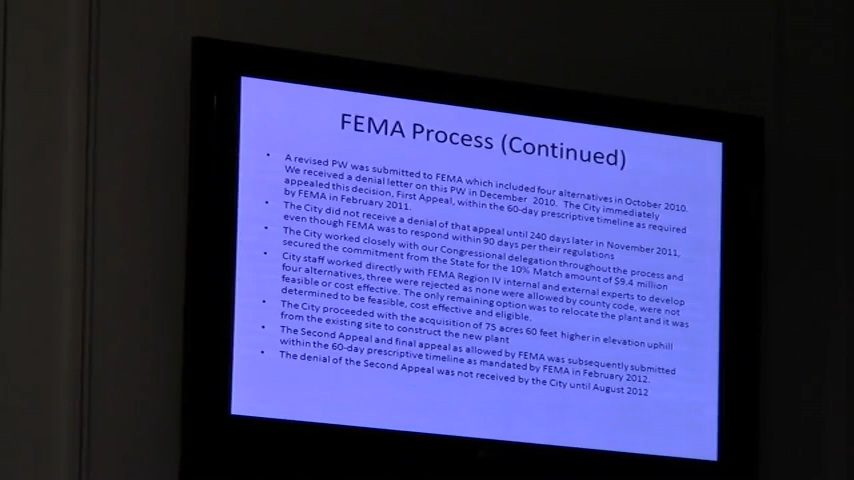 FEMA Process (Continued)
• A revised PW was submitted to FEMA which included four alternatives in October 2010.
We received a denial letter on this PW in December 2010. The City immediately
appealed this decision, First Appeal, within the 60-day prescriptive timeline as required
by FEMA in February 2011.
• The City did not receive a denial of that appeal until 240 days later in November 2011,
even though FEMA was to respond within 90 days per their regulations
• The City worked closely with our Congressional delegation throughout the process and
secured the commitment from the State for the 10% Match amount of $9.4 million
• City staff worked directly with FEMA Region IV internal and external experts to develop
four alternatives, three were rejected as none were allowed by county code, were not
feasible or cost effective. The only remaining option was to relocate the plant and it was
determined to be feasible, cost effective and eligible.
• The City proceeded with the acquisition of 75 acres 60 feet higher in elevation uphill
from the existing site to construct the new plant
• The Second Appeal and final appeal as allowed by FEMA was subsequently submitted
within the 60-day prescriptive timeline as mandated by FEMA in February 2012.
• The denial of the Second Appeal was not received by the City until August 2012